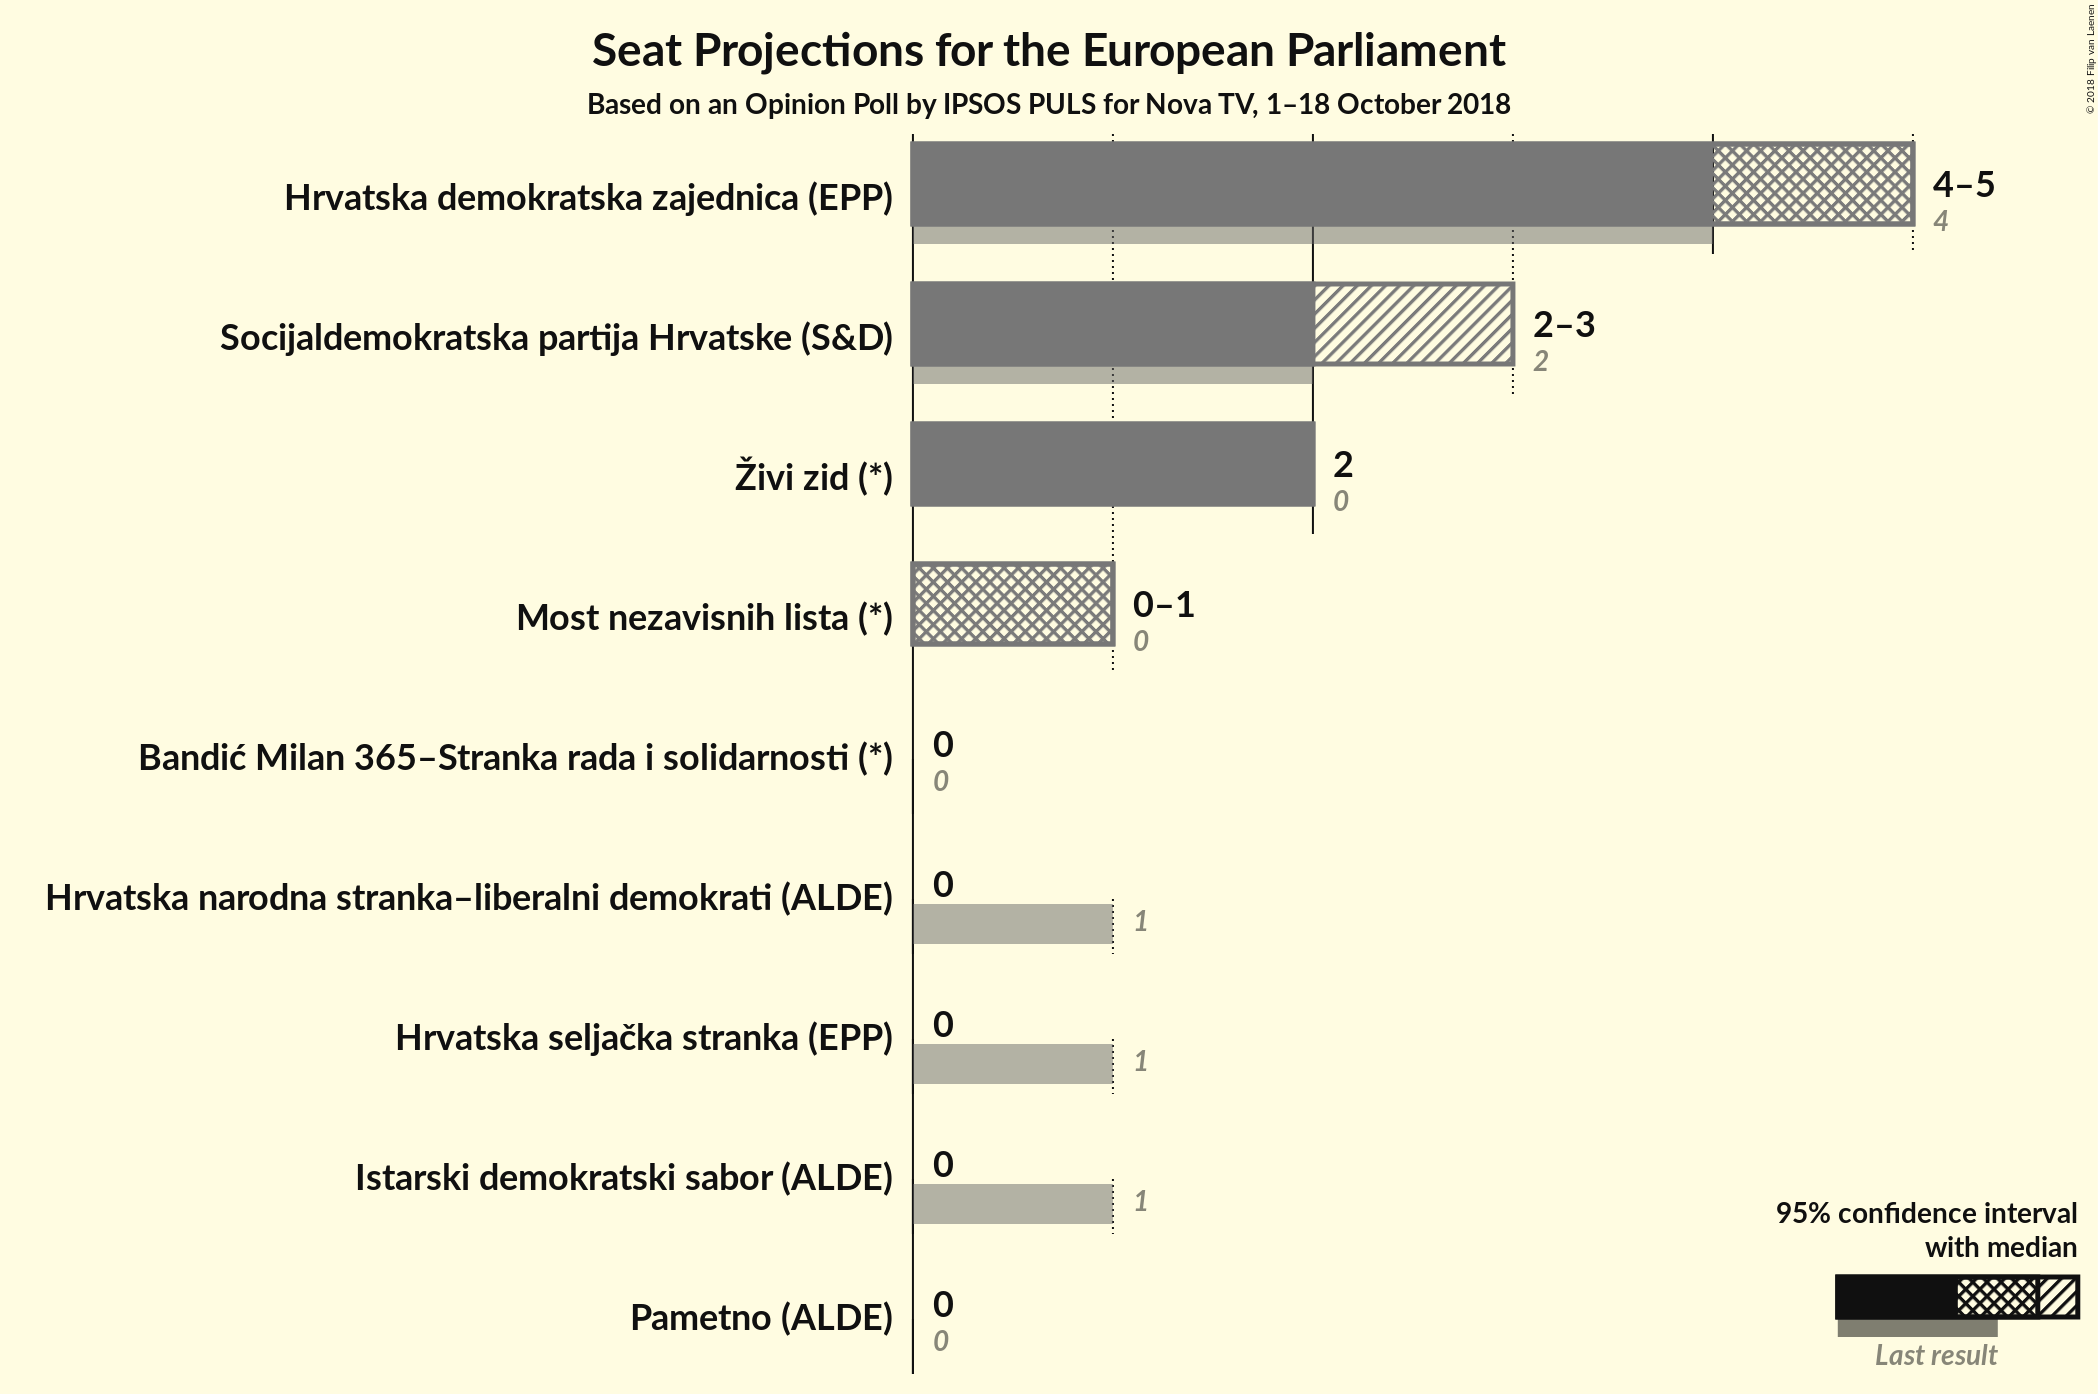 Seat Projections for the European Parliament
Based on an Opinion Poll by IPSOS PULS for Nova TV, 1–18 October 2018
© 2018 Filip van Laenen
Hrvatska demokratska zajednica (EPP)
4–5
4
Socijaldemokratska partija Hrvatske (S&D)
2–3
2
Živi zid (*)
2
0
Most nezavisnih lista (*)
0–1
0
Bandić Milan 365–Stranka rada i solidarnosti (*)
0
0
Hrvatska narodna stranka–liberalni demokrati (ALDE)
0
1
Hrvatska seljačka stranka (EPP)
0
1
Istarski demokratski sabor (ALDE)
0
1
Pametno (ALDE)
0
0
95% confidence interval
with median
Last result